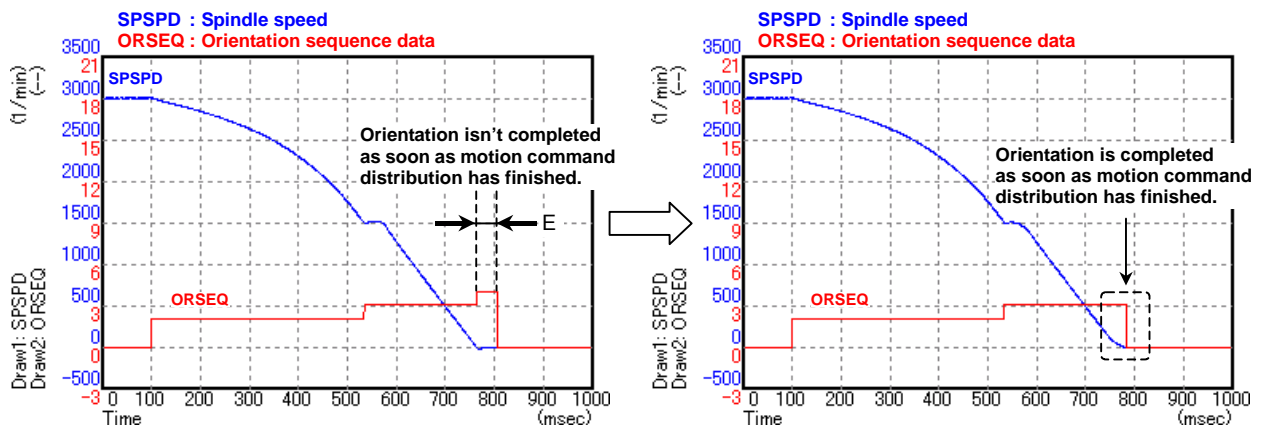 SPSPD : Spindle speed
ORSEQ : Orientation sequence data
3500
21
3000
18
2500
15
2000
12
1500
9
1000
6
500
3
0
0
-500
-3
(1/min)
(--)
Draw1: SPSPD
Draw2: ORSEQ
SPSPD
Orientation isn't completed
as soon as motion command
distribution has finished.
E
ORSEQ
0 100 200 300 400 500 600 700 800 900 1000
Time (msec)
SPSPD : Spindle speed
ORSEQ : Orientation sequence data
3500
21
3000
18
2500
15
2000
12
1500
9
1000
6
500
3
0
0
-500
-3
(1/min)
(--)
Draw1: SPSPD
Draw2: ORSEQ
SPSPD
Orientation is completed
as soon as motion command
distribution has finished.
ORSEQ
0 100 200 300 400 500 600 700 800 900 1000
Time (msec)